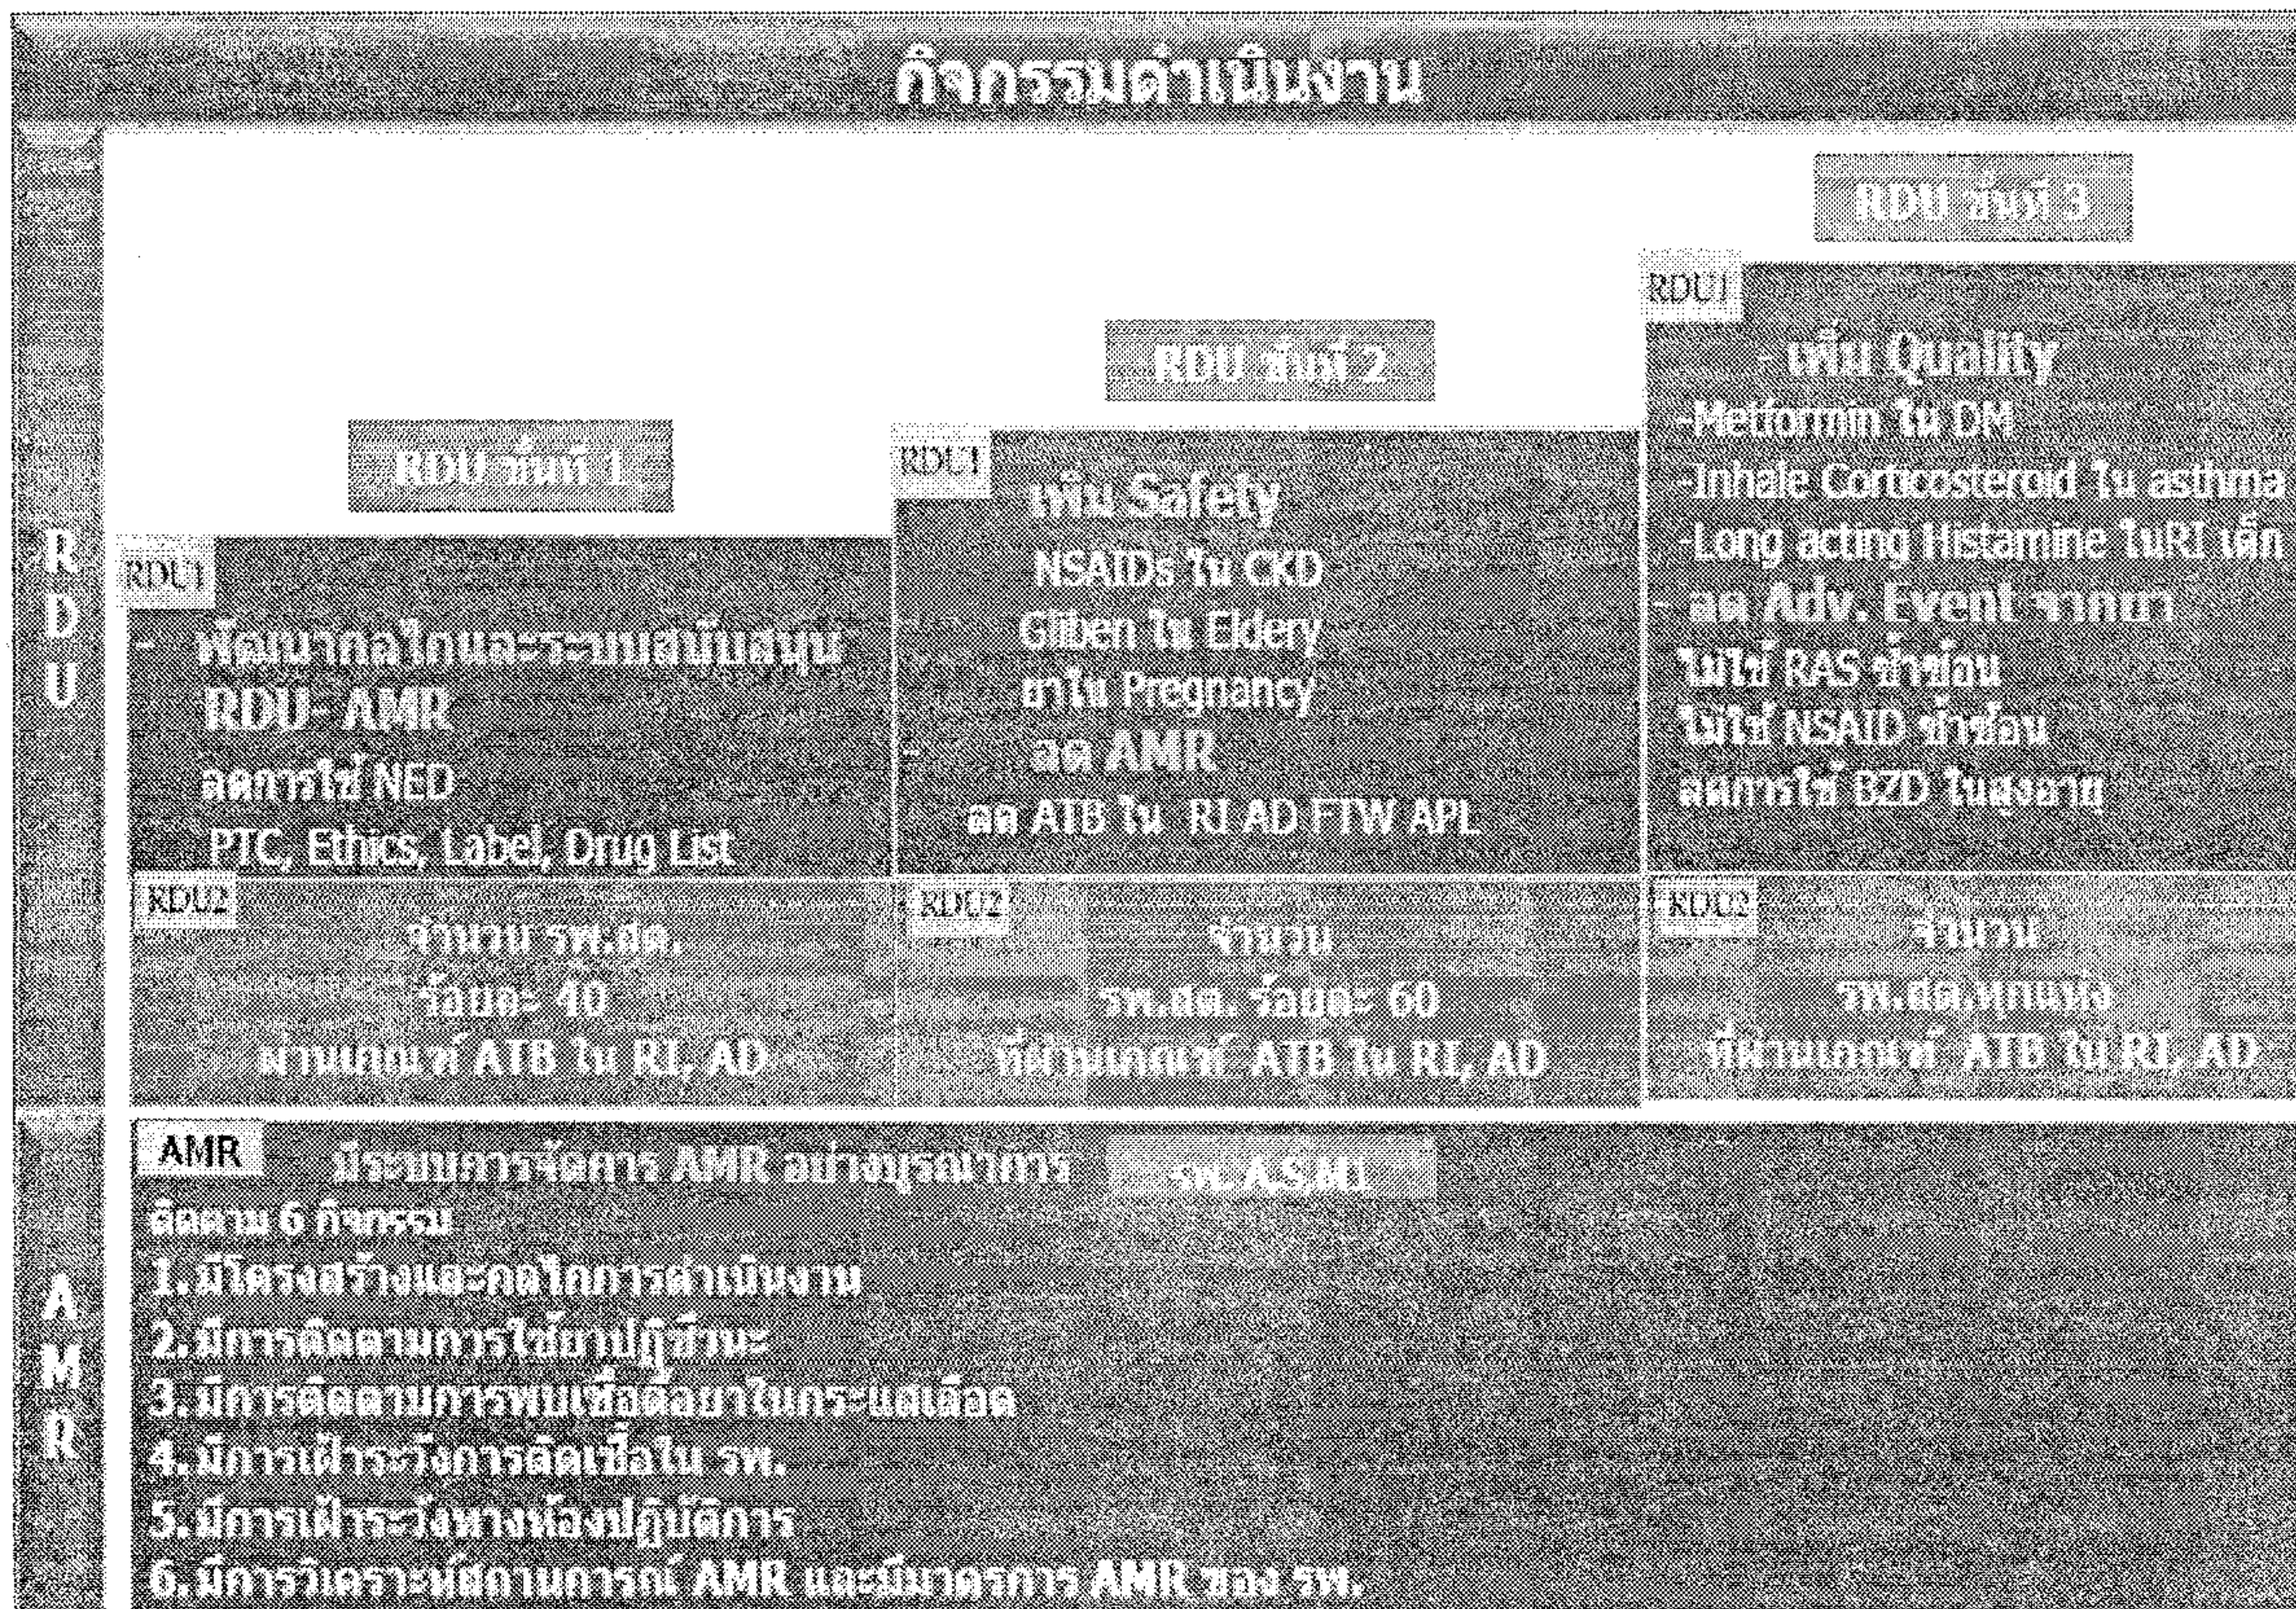 กิจกรรมดำเนินงาน
RDU
RDU ขั้นที่ 1
RDU1
- พัฒนากลไกและระบบสนับสนุน
RDU- AMR
ลดการใช้ NED
PTC, Ethics, Label, Drug List
RDU2
จำนวน รพ.สต.
ร้อยละ 40
ผ่านเกณฑ์ ATB ใน RI, AD
RDU ขั้นที่ 2
RDU1
เพิ่ม Safety
NSAIDs ใน CKD
Gliben ใน Eldery
ยาใน Pregnancy
- ลด AMR
ลด ATB ใน RI AD FTW APL
RDU2
จำนวน
รพ.สต. ร้อยละ 60
ที่ผ่านเกณฑ์ ATB ใน RI, AD
RDU ขั้นที่ 3
RDU1
- เพิ่ม Quality
-Metformin ใน DM
-Inhale Corticosteroid ใน asthma
-Long acting Histamine ในRI เด็ก
- ลด Adv. Event จากยา
ไม่ใช้ RAS ซ้ำซ้อน
ไม่ใช้ NSAID ซ้ำซ้อน
ลดการใช้ BZD ในสูงอายุ
RDU2
จำนวน
รพ.สต.ทุกแห่ง
ที่ผ่านเกณฑ์ ATB ใน RI, AD
AMR
AMR มีระบบการจัดการ AMR อย่างบูรณาการ รพ. A,S,M1
ติดตาม 6 กิจกรรม
1.มีโครงสร้างและกลไกการดำเนินงาน
2.มีการติดตามการใช้ยาปฏิชีวนะ
3.มีการติดตามการพบเชื้อดื้อยาในกระแสเลือด
4.มีการเฝ้าระวังการติดเชื้อใน รพ.
5.มีการเฝ้าระวังทางห้องปฏิบัติการ
6.มีการวิเคราะห์สถานการณ์ AMR และมีมาตรการ AMR ของ รพ.